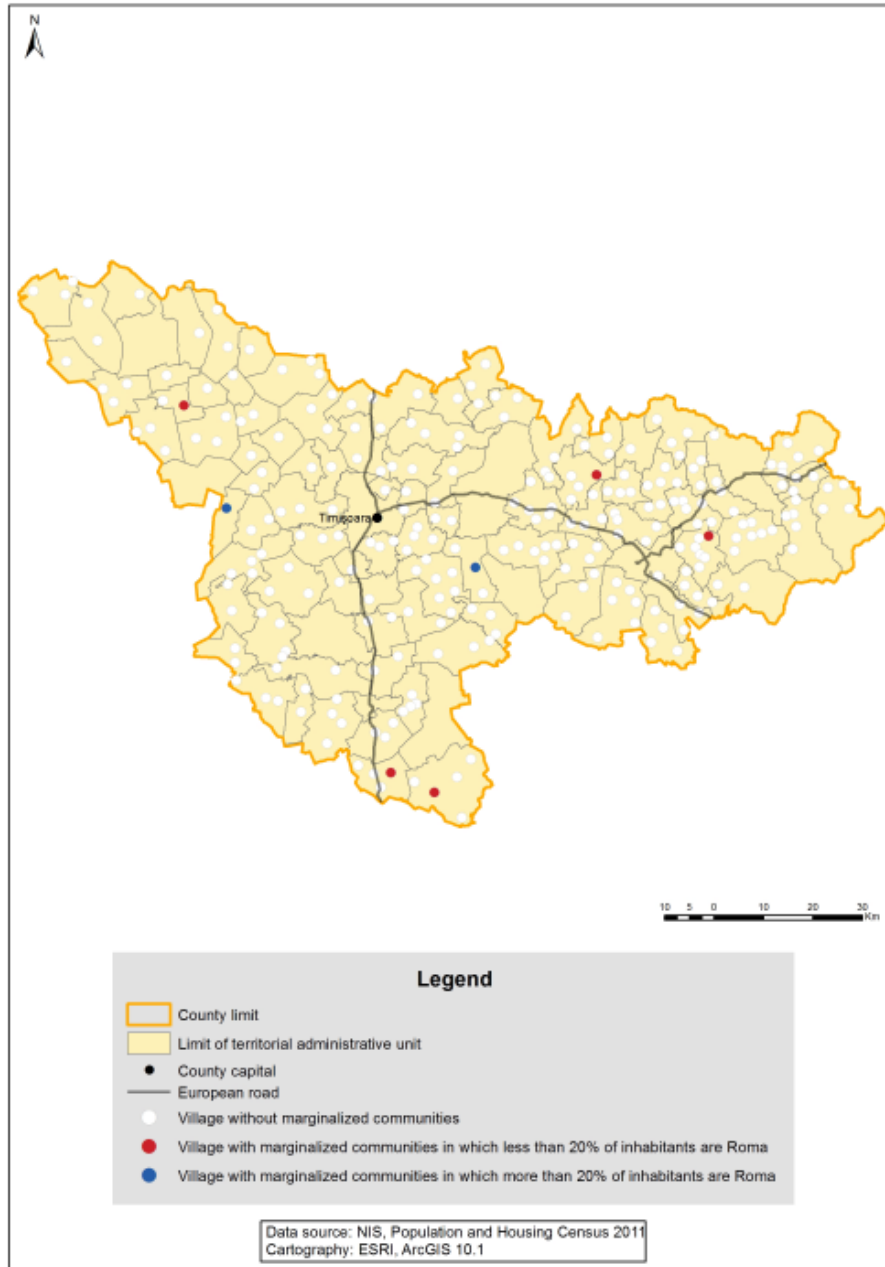 N
Timişoara
10 5 0 10 20 30
Km
Legend
County limit
Limit of territorial administrative unit
County capital
European road
Village without marginalized communities
Village with marginalized communities in which less than 20% of inhabitants are Roma
Village with marginalized communities in which more than 20% of inhabitants are Roma
Data source: NIS, Population and Housing Census 2011
Cartography: ESRI, ArcGIS 10.1